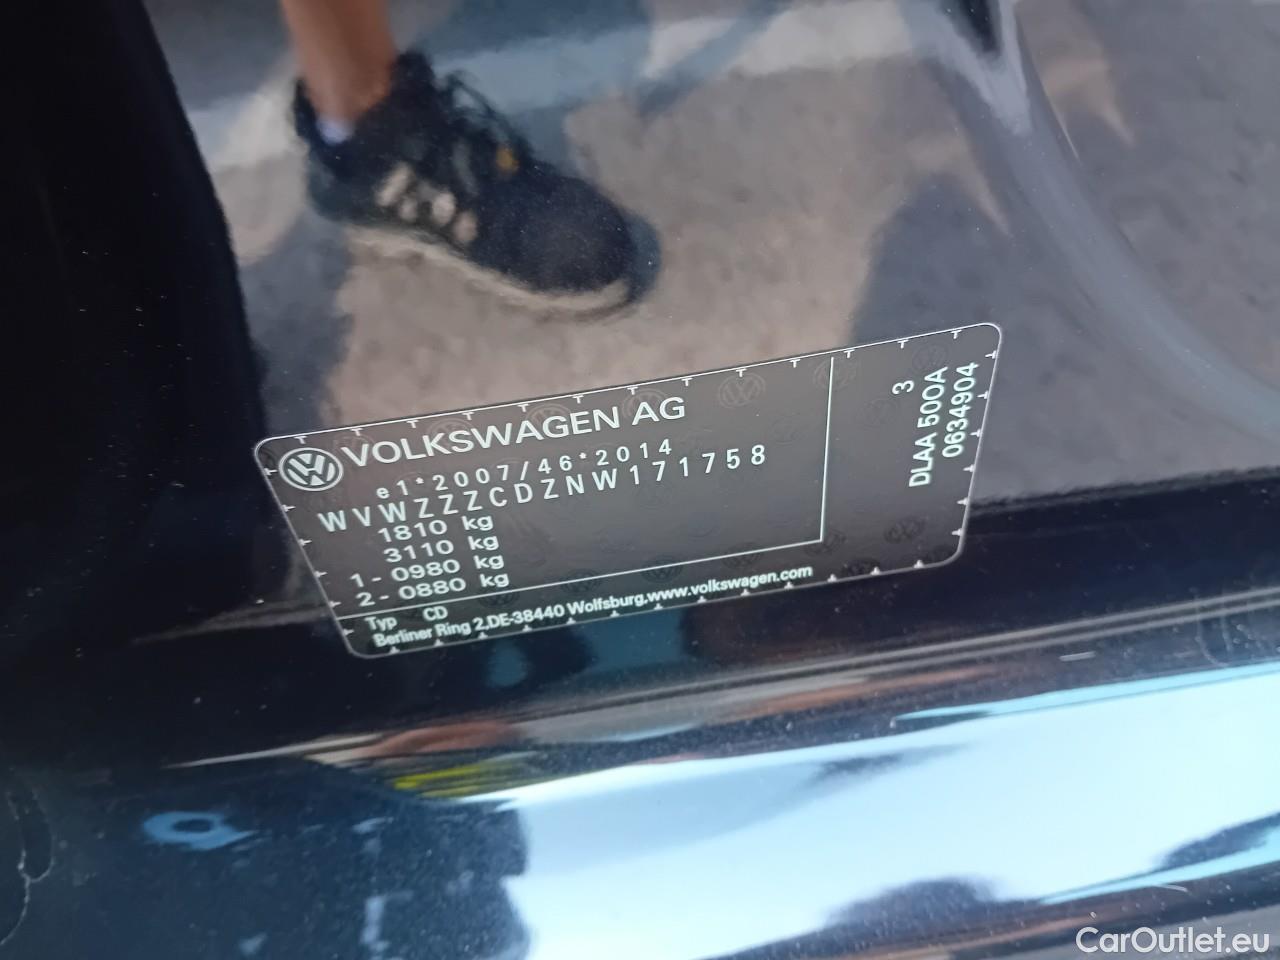 VOLKSWAGEN AG
e1*2007/46*2014
WVWZZZCDZNW171758
1810 kg
3110 kg
1- 0980 kg
2- 0880 kg
Typ CD
Berliner Ring 2,DE-38440 Wolfsburg,www.volkswagen.com
3
DLAA 500A
0634904
CarOutlet.eu